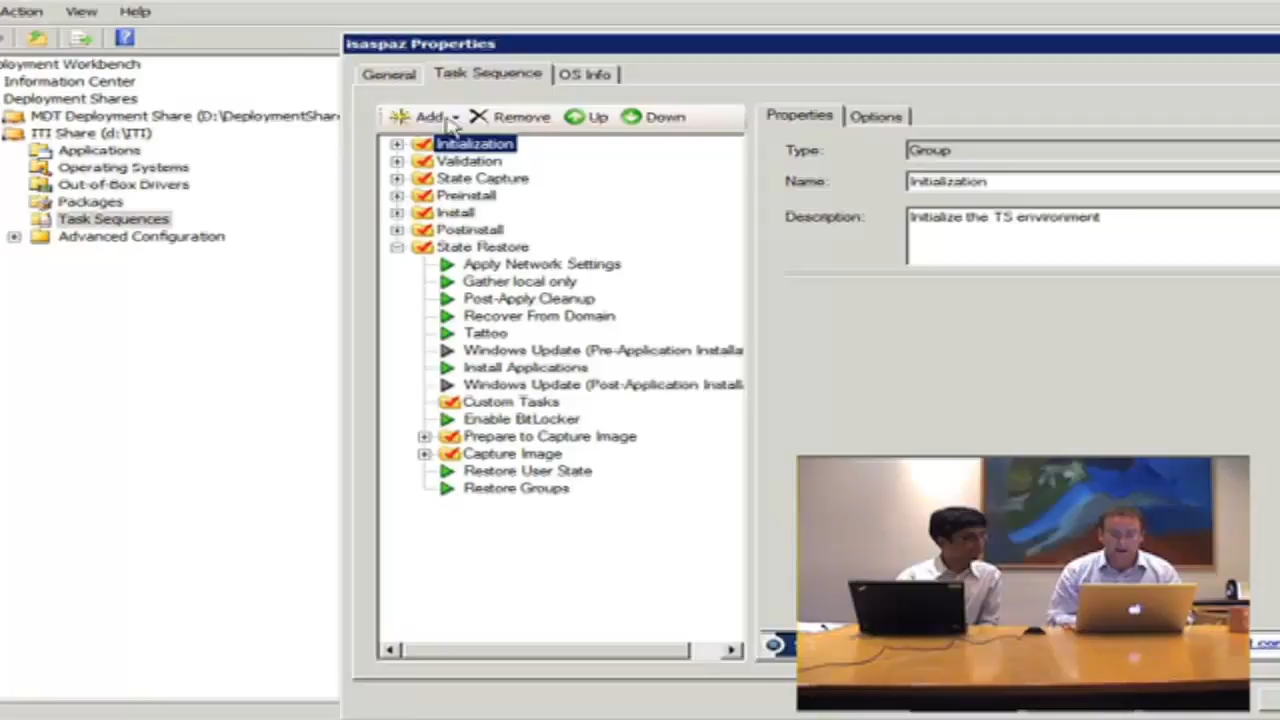 Action View Help
isaspaz Properties
ployment Workbench
Information Center
Deployment Shares
MDT Deployment Share (D:\DeploymentShar
ITI Share (d:\ITI)
Applications
Operating Systems
Out-of-Box Drivers
Packages
Task Sequences
Advanced Configuration
General Task Sequence OS Info
Add Remove Up Down
Initialization
Validation
State Capture
Preinstall
Install
Postinstall
State Restore
Apply Network Settings
Gather local only
Post-Apply Cleanup
Recover From Domain
Tattoo
Windows Update (Pre-Application Installa
Install Applications
Windows Update (Post-Application Install
Custom Tasks
Enable BitLocker
Prepare to Capture Image
Capture Image
Restore User State
Restore Groups
Properties Options
Type: Group
Name: Initialization
Description: Initialize the TS environment